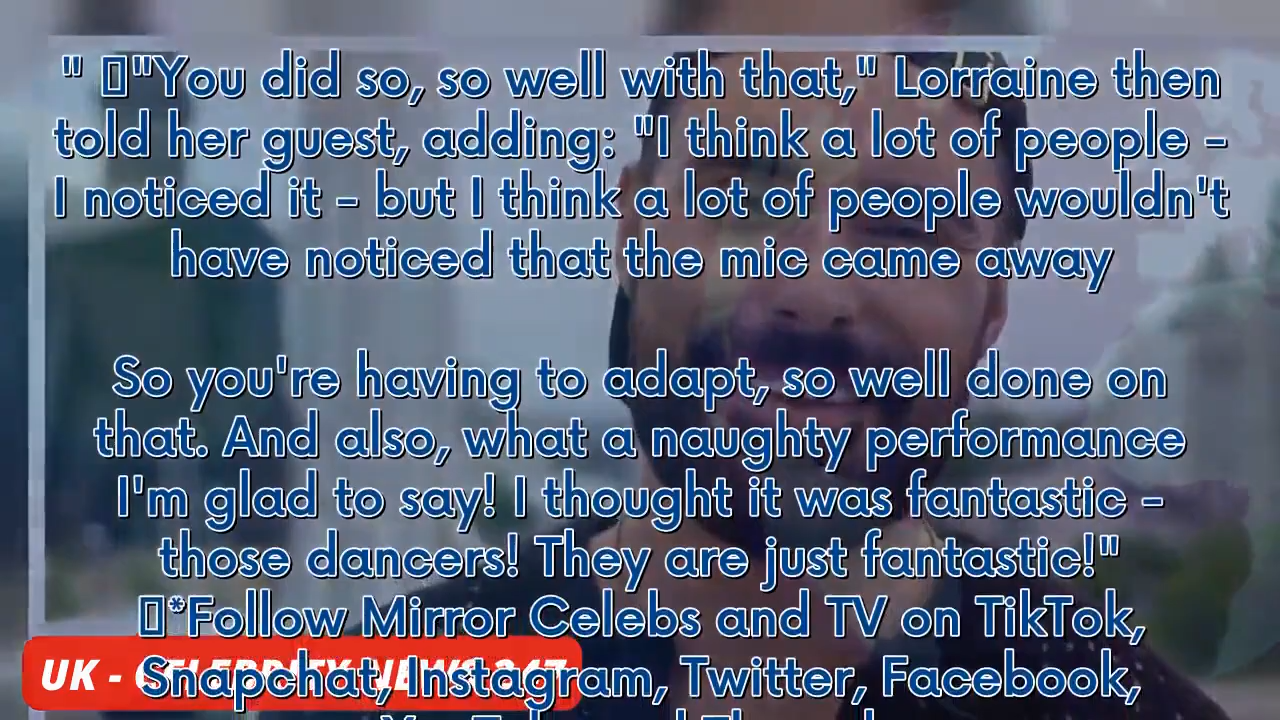 " "You did so, so well with that," Lorraine then
told her guest, adding: "I think a lot of people -
I noticed it - but I think a lot of people wouldn't
have noticed that the mic came away
So you're having to adapt, so well done on
that. And also, what a naughty performance
I'm glad to say! I thought it was fantastic -
those dancers! They are just fantastic!"
*Follow Mirror Celebs and TV on TikTok,
Snapchat, Instagram, Twitter, Facebook,
UK - CELEBRITY NEWS 247